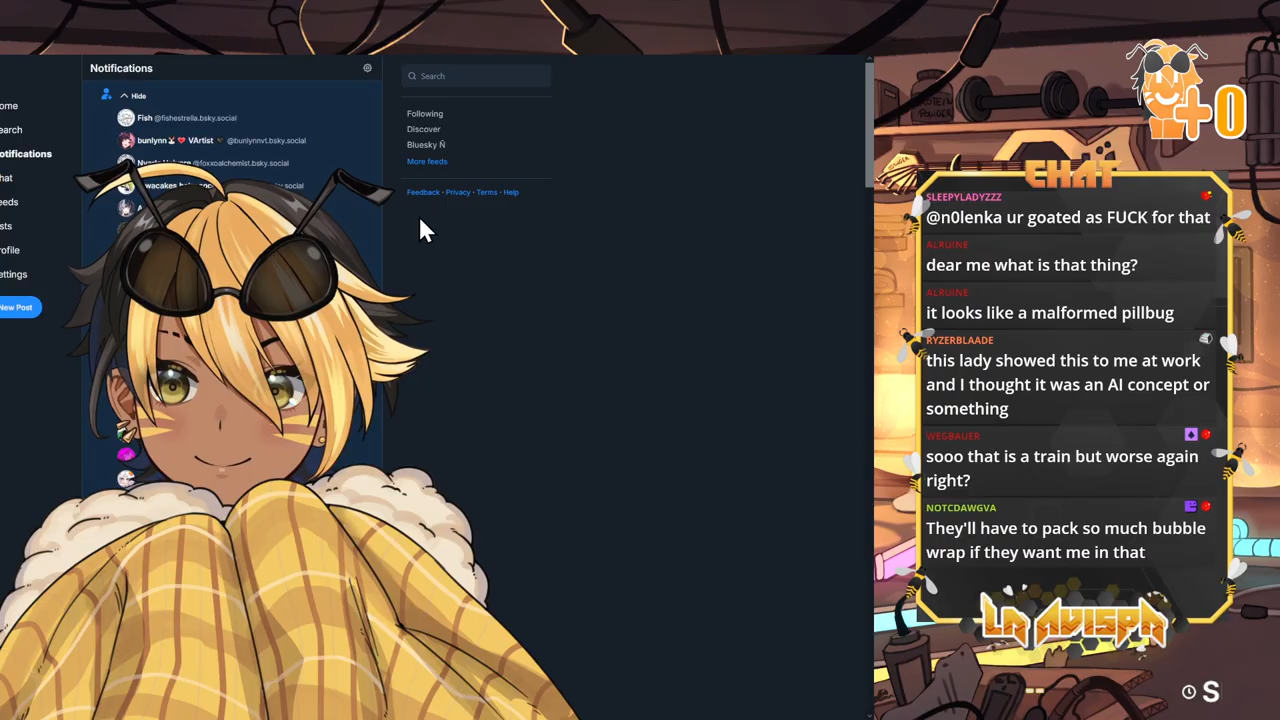 Notifications
Search
Hide
ome
Fish @fishestrella.bsky.social
Following
earch
Discover
bunlynn VArtist @bunlynnvt.bsky.social
Bluesky Ñ
otifications
@foxxoalchemist.bsky.social
More feeds
hat
Feedback · Privacy · Terms · Help
eeds
sts
rofile
ettings
New Post
+0
CHAT
SLEEPYLADYZZZ
@n0lenka ur goated as FUCK for that
ALRUINE
dear me what is that thing?
ALRUINE
it looks like a malformed pillbug
RYZERBLAADE
this lady showed this to me at work
and I thought it was an AI concept or
something
WEGBAUER
sooo that is a train but worse again
right?
NOTCDAWGVA
They'll have to pack so much bubble
wrap if they want me in that
LA AVISPA
S